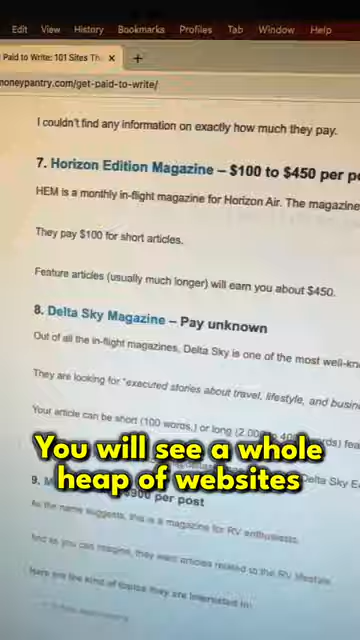 Edit View History Bookmarks Profiles Tab Window Help
Paid to Write: 101 Sites Th
moneypantry.com/get-paid-to-write/
I couldn't find any information on exactly how much they pay.
7. Horizon Edition Magazine – $100 to $450 per p
HEM is a monthly in-flight magazine for Horizon Air. The magazine
They pay $100 for short articles.
Feature articles (usually much longer) will earn you about $450.
8. Delta Sky Magazine – Pay unknown
Out of all the in-flight magazines, Delta Sky is one of the most well-kn
They are looking for "executed stories about travel, lifestyle, and busin
Your article can be short (100 words,) or long (2,00 words) fea
You will see a whole
heap of websites
Delta Sky E
9. M $900 per post
As the name suggests, this is a magazine for RV enthusiasts,
And as you can imagine, they want articles related to the RV lifestyle.
Here are the kind of topics they are interested in: